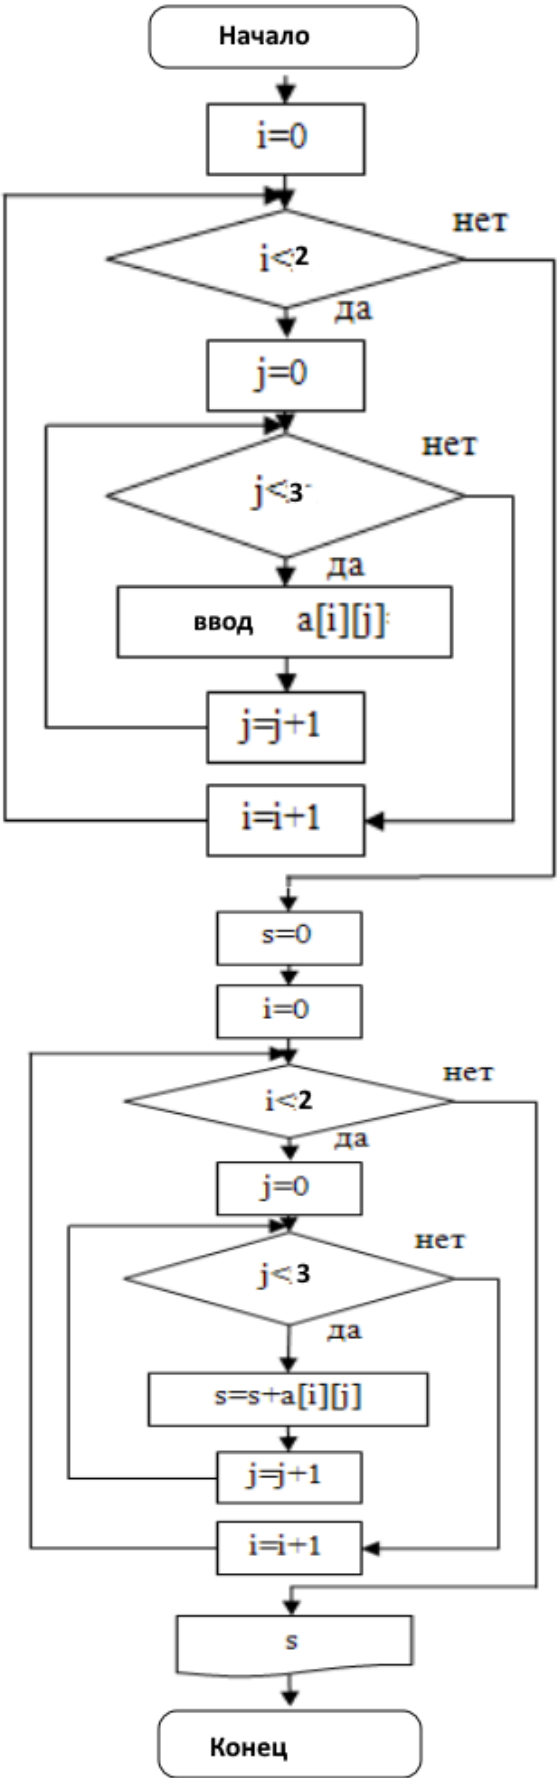 Начало
i=0
нет
i<2
да
j=0
нет
j<3
да
ввод a[i][j]
j=j+1
i=i+1
s=0
i=0
нет
i<2
да
j=0
нет
j<3
да
s=s+a[i][j]
j=j+1
i=i+1
s
Конец